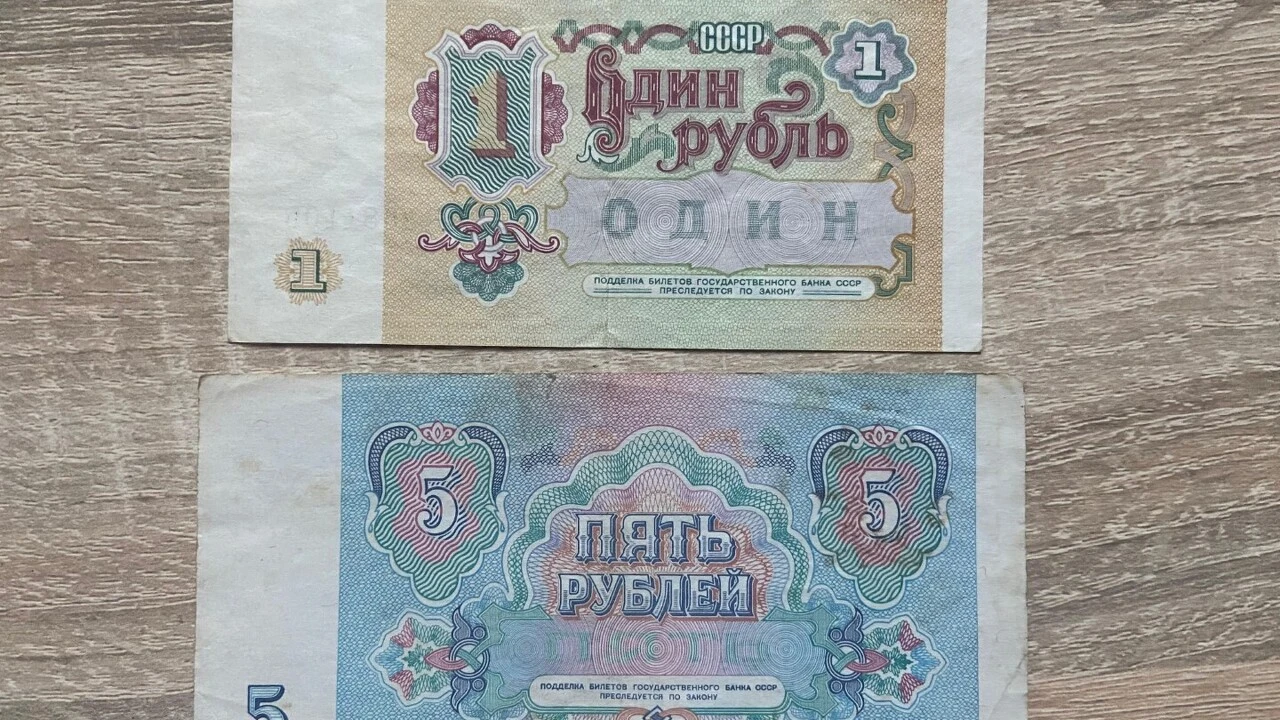 СССР
1
Один
рубль
1
ОДИН
1
ПОДДЕЛКА БИЛЕТОВ ГОСУДАРСТВЕННОГО БАНКА СССР
ПРЕСЛЕДУЕТСЯ ПО ЗАКОНУ
5
5
ПЯТЬ
РУБЛЕЙ
ПОДДЕЛКА БИЛЕТОВ ГОСУДАРСТВЕННОГО БАНКА СССР
ПРЕСЛЕДУЕТСЯ ПО ЗАКОНУ
5